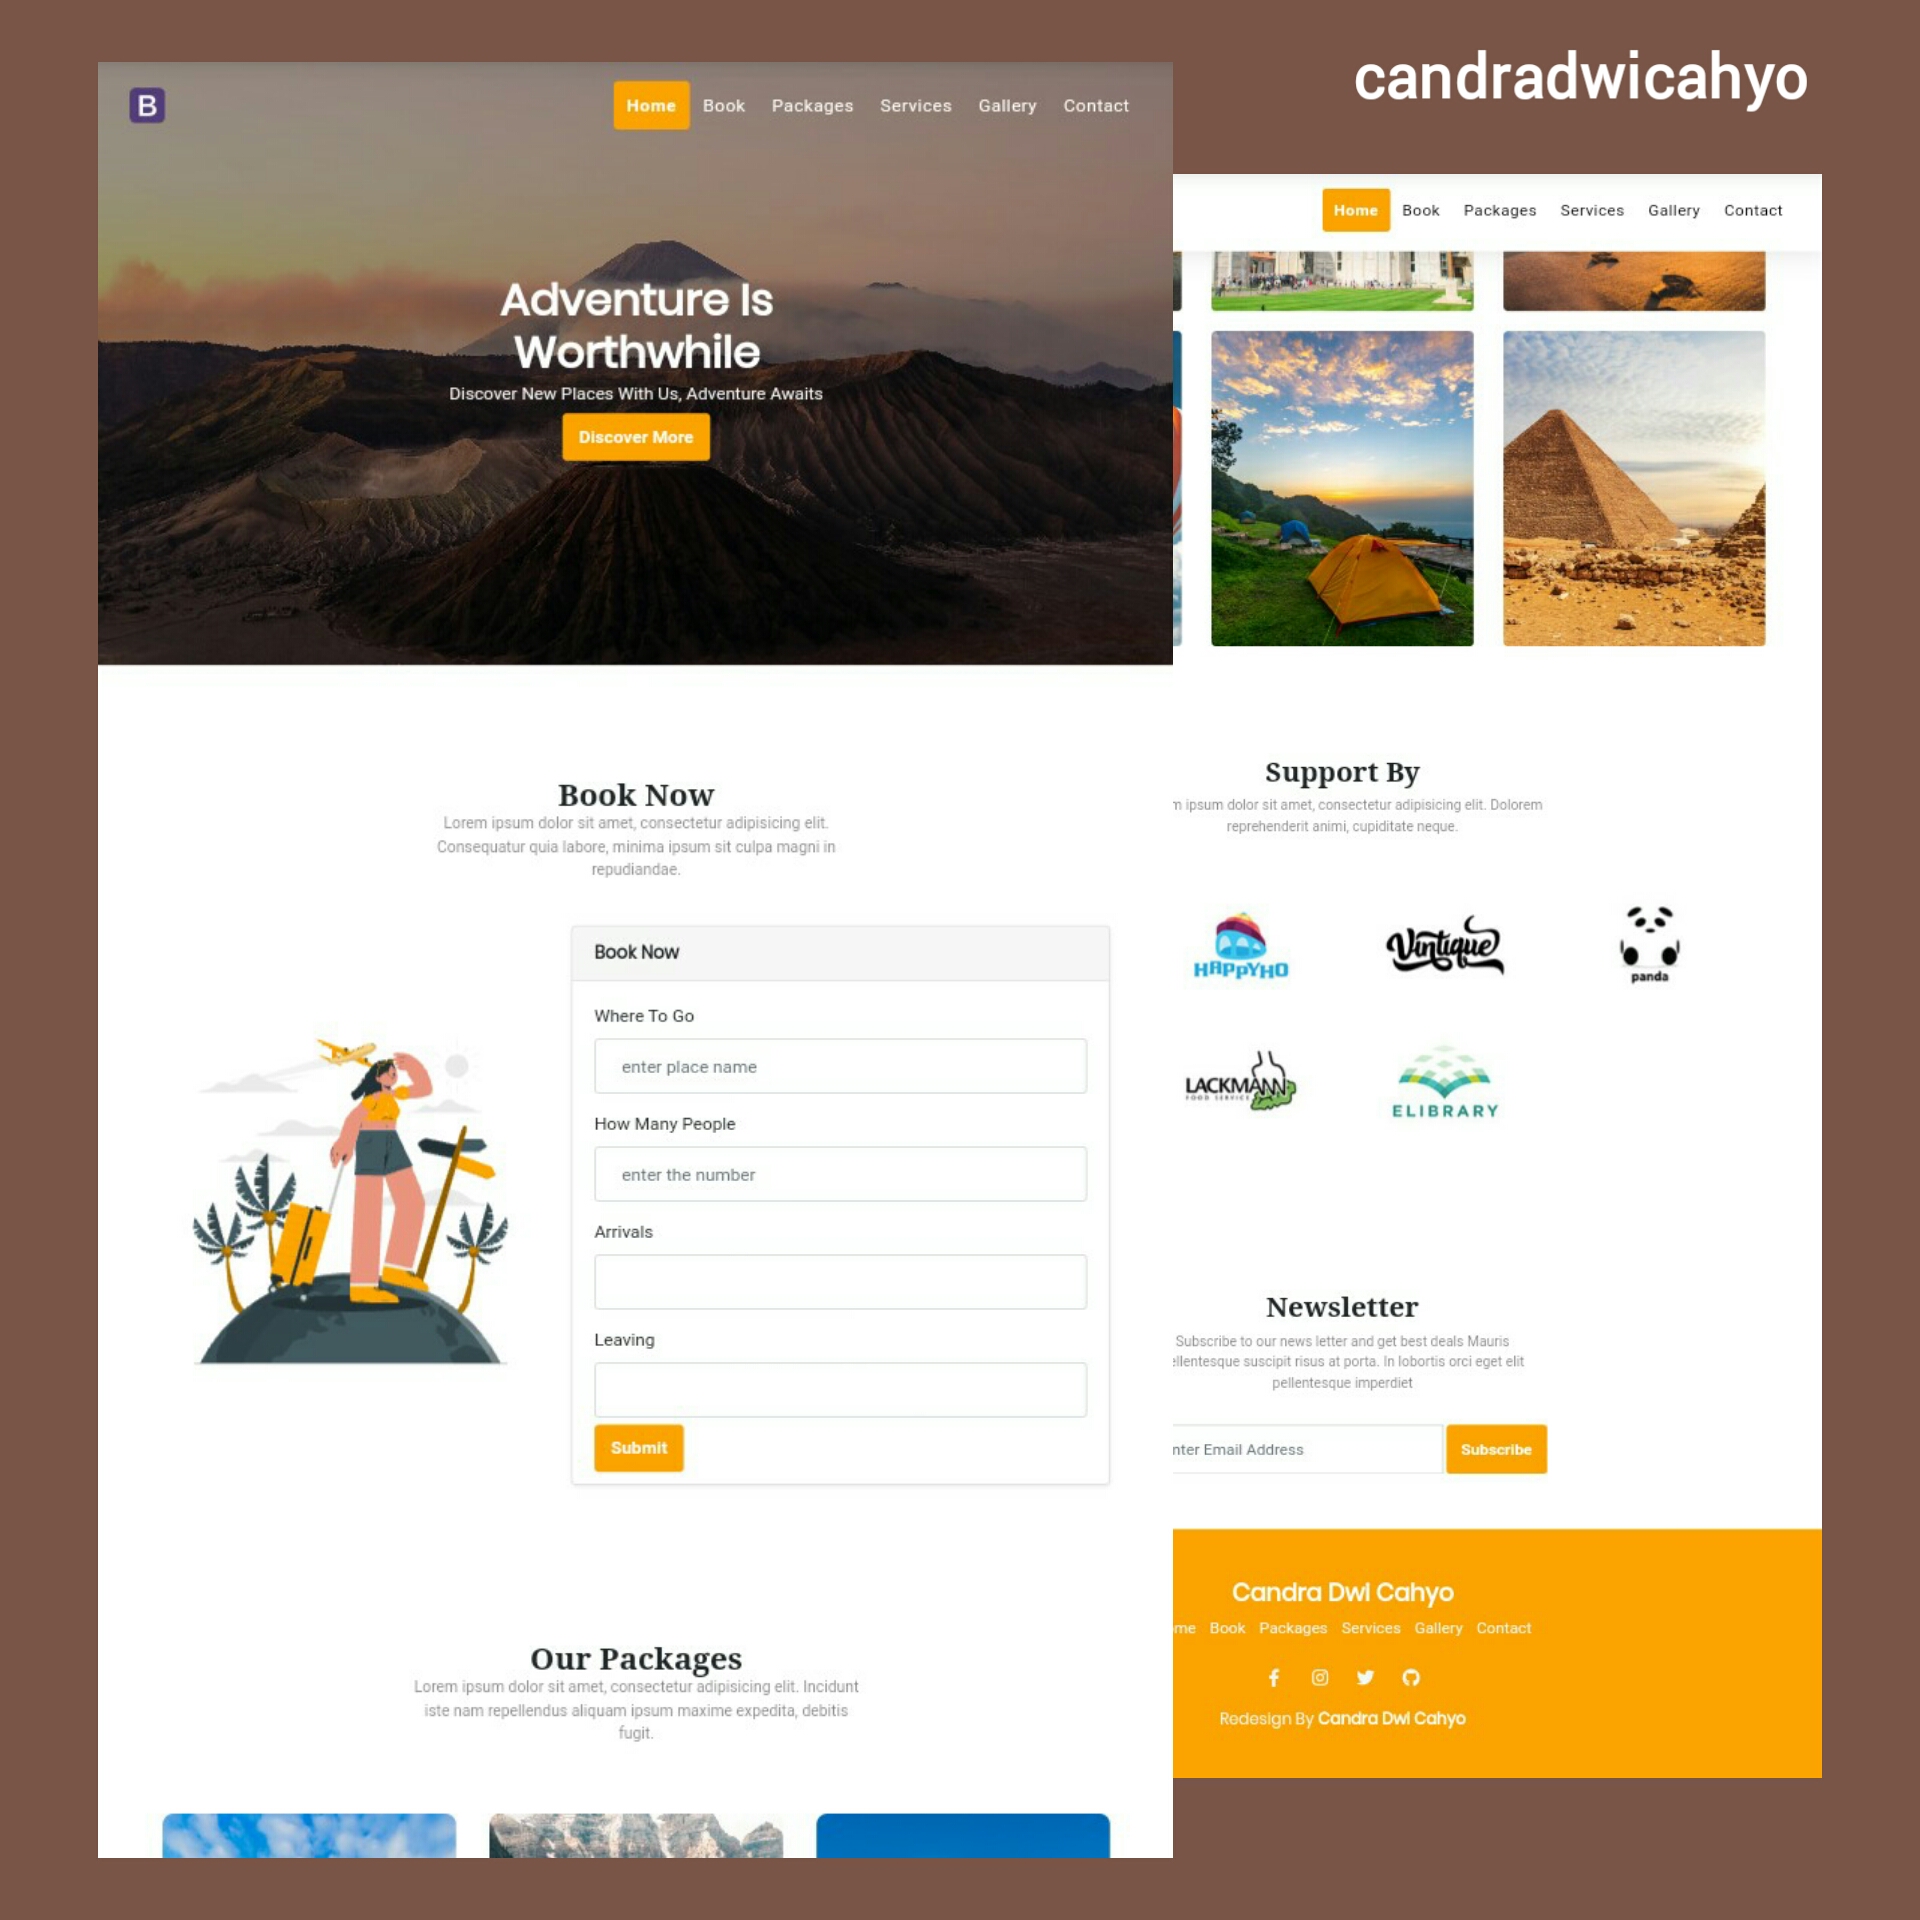 candradwicahyo
B
Home Book Packages Services Gallery Contact
Adventure Is
Worthwhile
Discover New Places With Us, Adventure Awaits
Discover More
Book Now
Lorem ipsum dolor sit amet, consectetur adipisicing elit.
Consequatur quia labore, minima ipsum sit culpa magni in
repudiandae.
Book Now
Where To Go
enter place name
How Many People
enter the number
Arrivals
Leaving
Submit
Our Packages
Lorem ipsum dolor sit amet, consectetur adipisicing elit. Incidunt
iste nam repellendus aliquam ipsum maxime expedita, debitis
fugit.
Home Book Packages Services Gallery Contact
Support By
ipsum dolor sit amet, consectetur adipisicing elit. Dolorem
reprehenderit animi, cupiditate neque.
HAPPYHO
Vintique
panda
LACKMANN
FOOD SERVICE
ELIBRARY
Newsletter
Subscribe to our news letter and get best deals Mauris
ellentesque suscipit risus at porta. In lobortis orci eget elit
pellentesque imperdiet
nter Email Address
Subscribe
Candra Dwi Cahyo
me Book Packages Services Gallery Contact
Redesign By Candra Dwi Cahyo